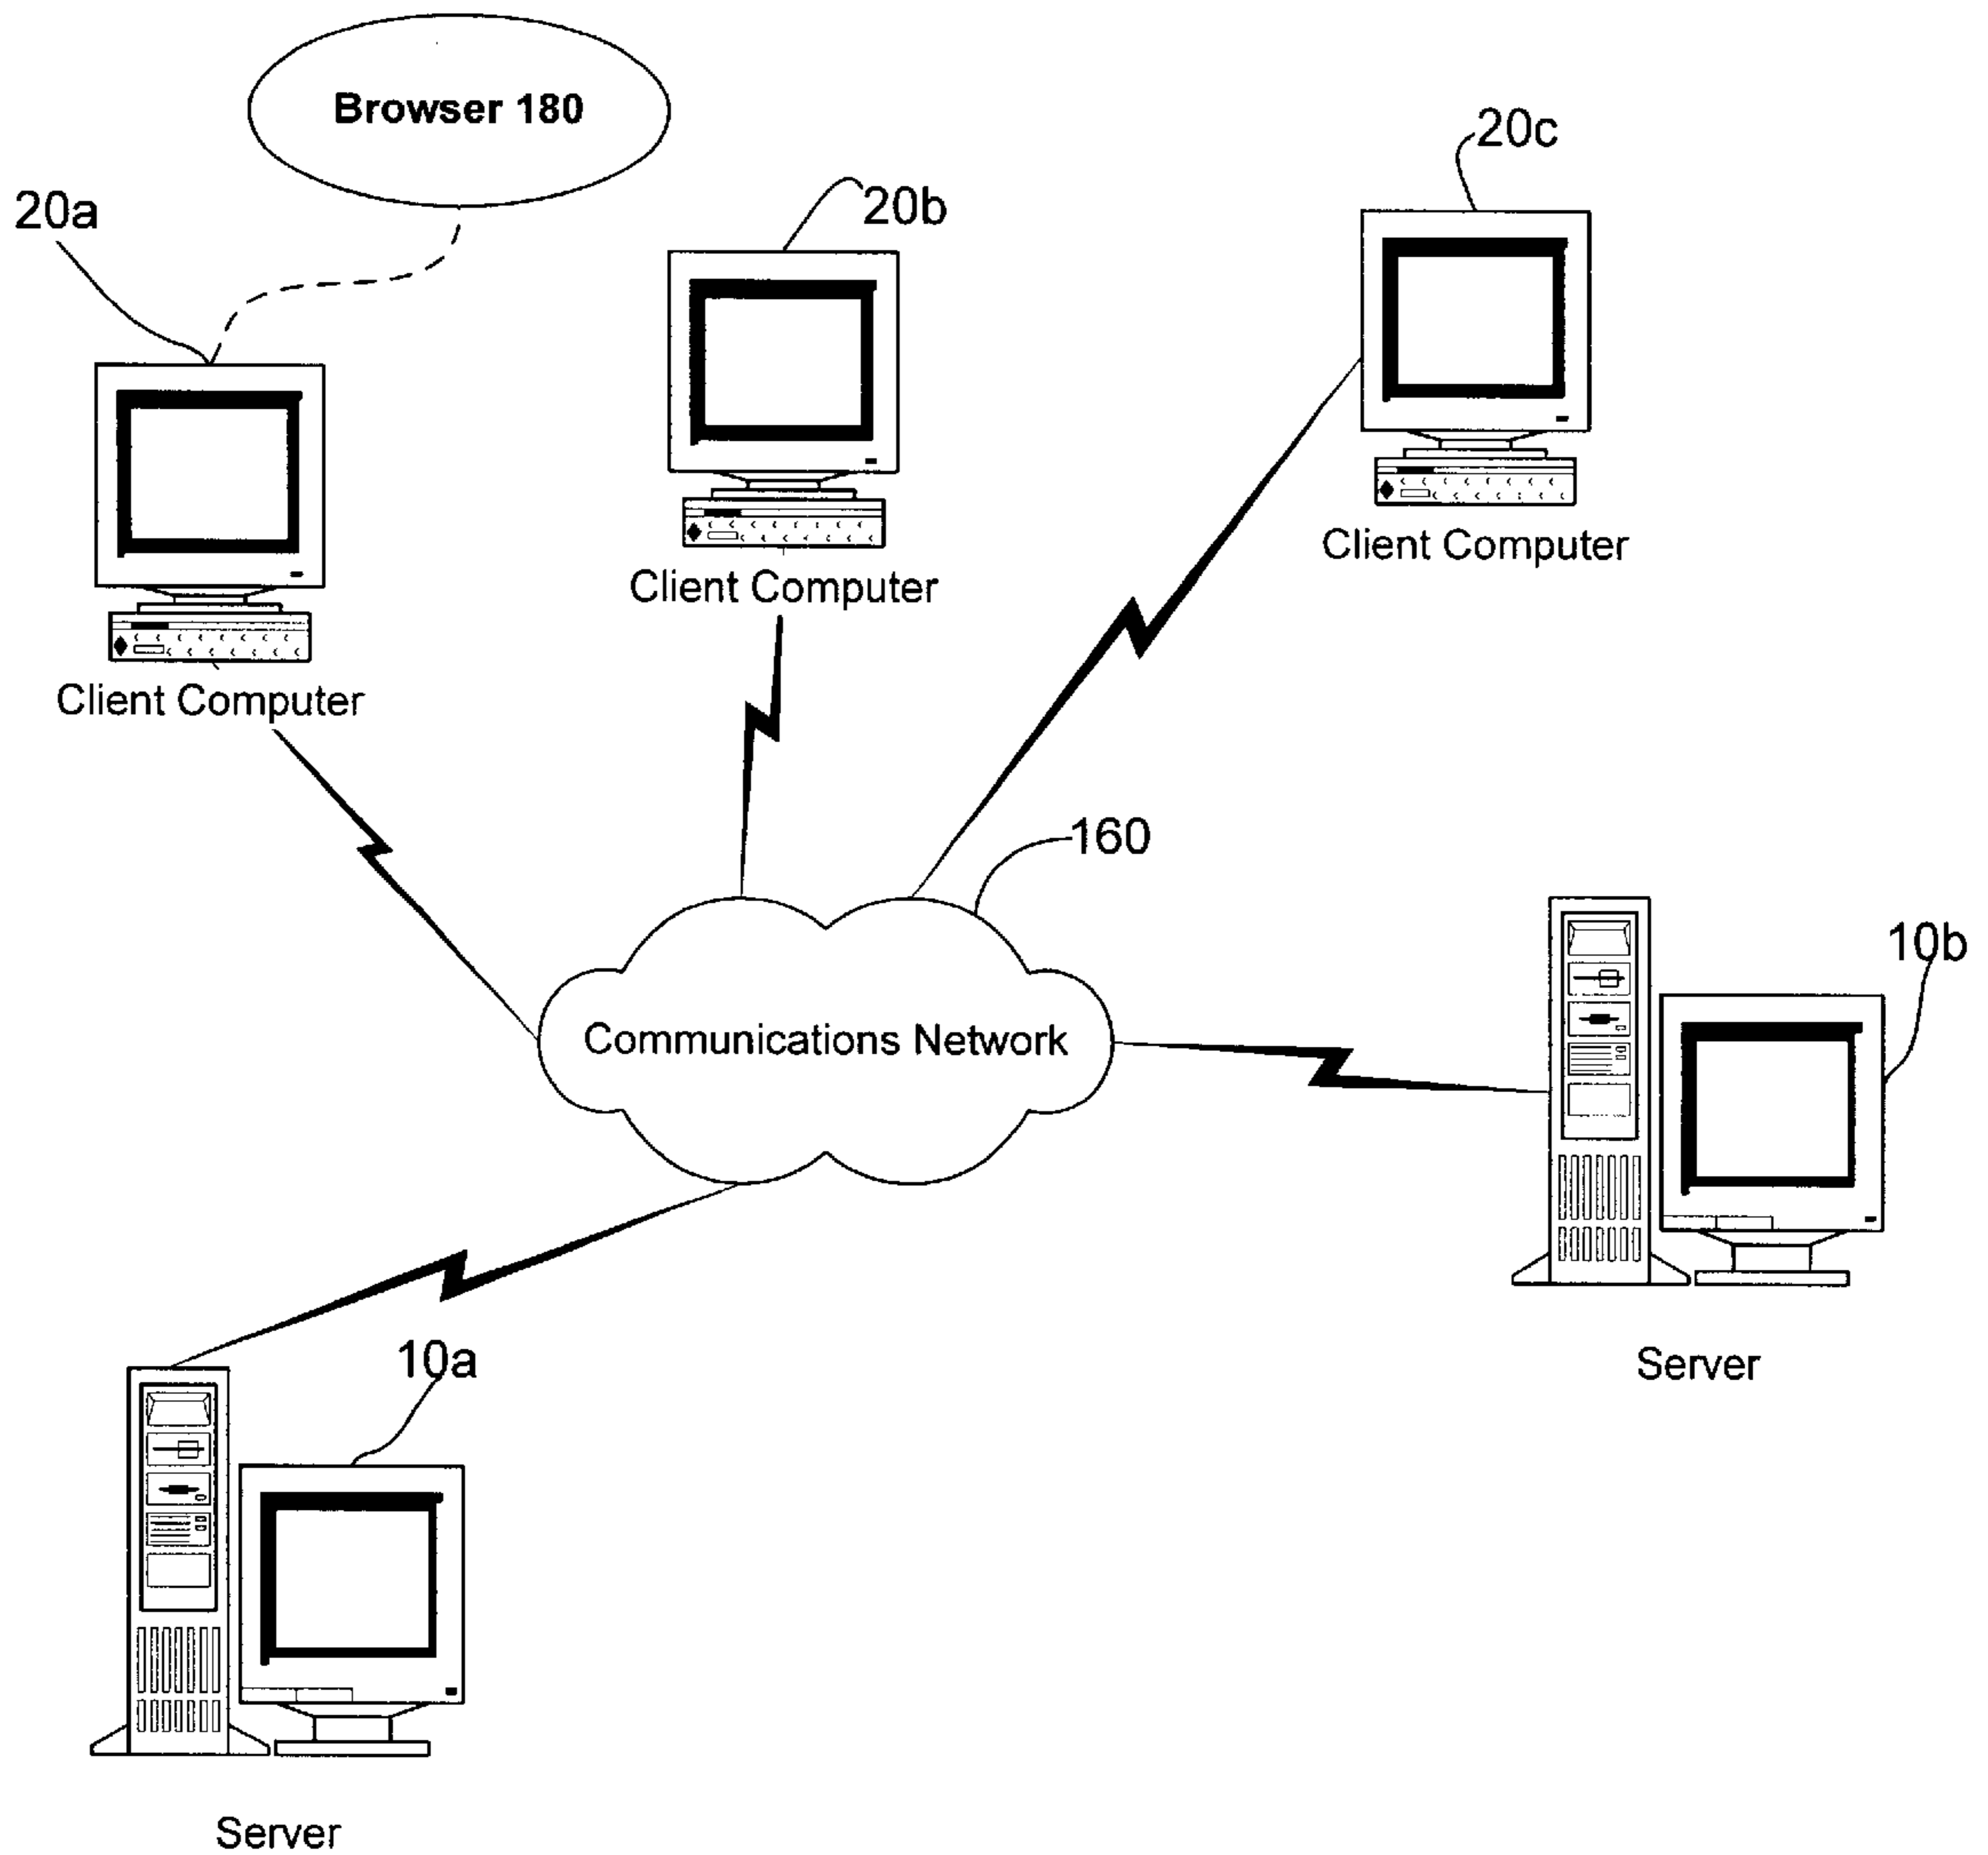 Browser 180
20c
20b
20a
Client Computer
Client Computer
Client Computer
160
10b
Communications Network
10a
Server
Server